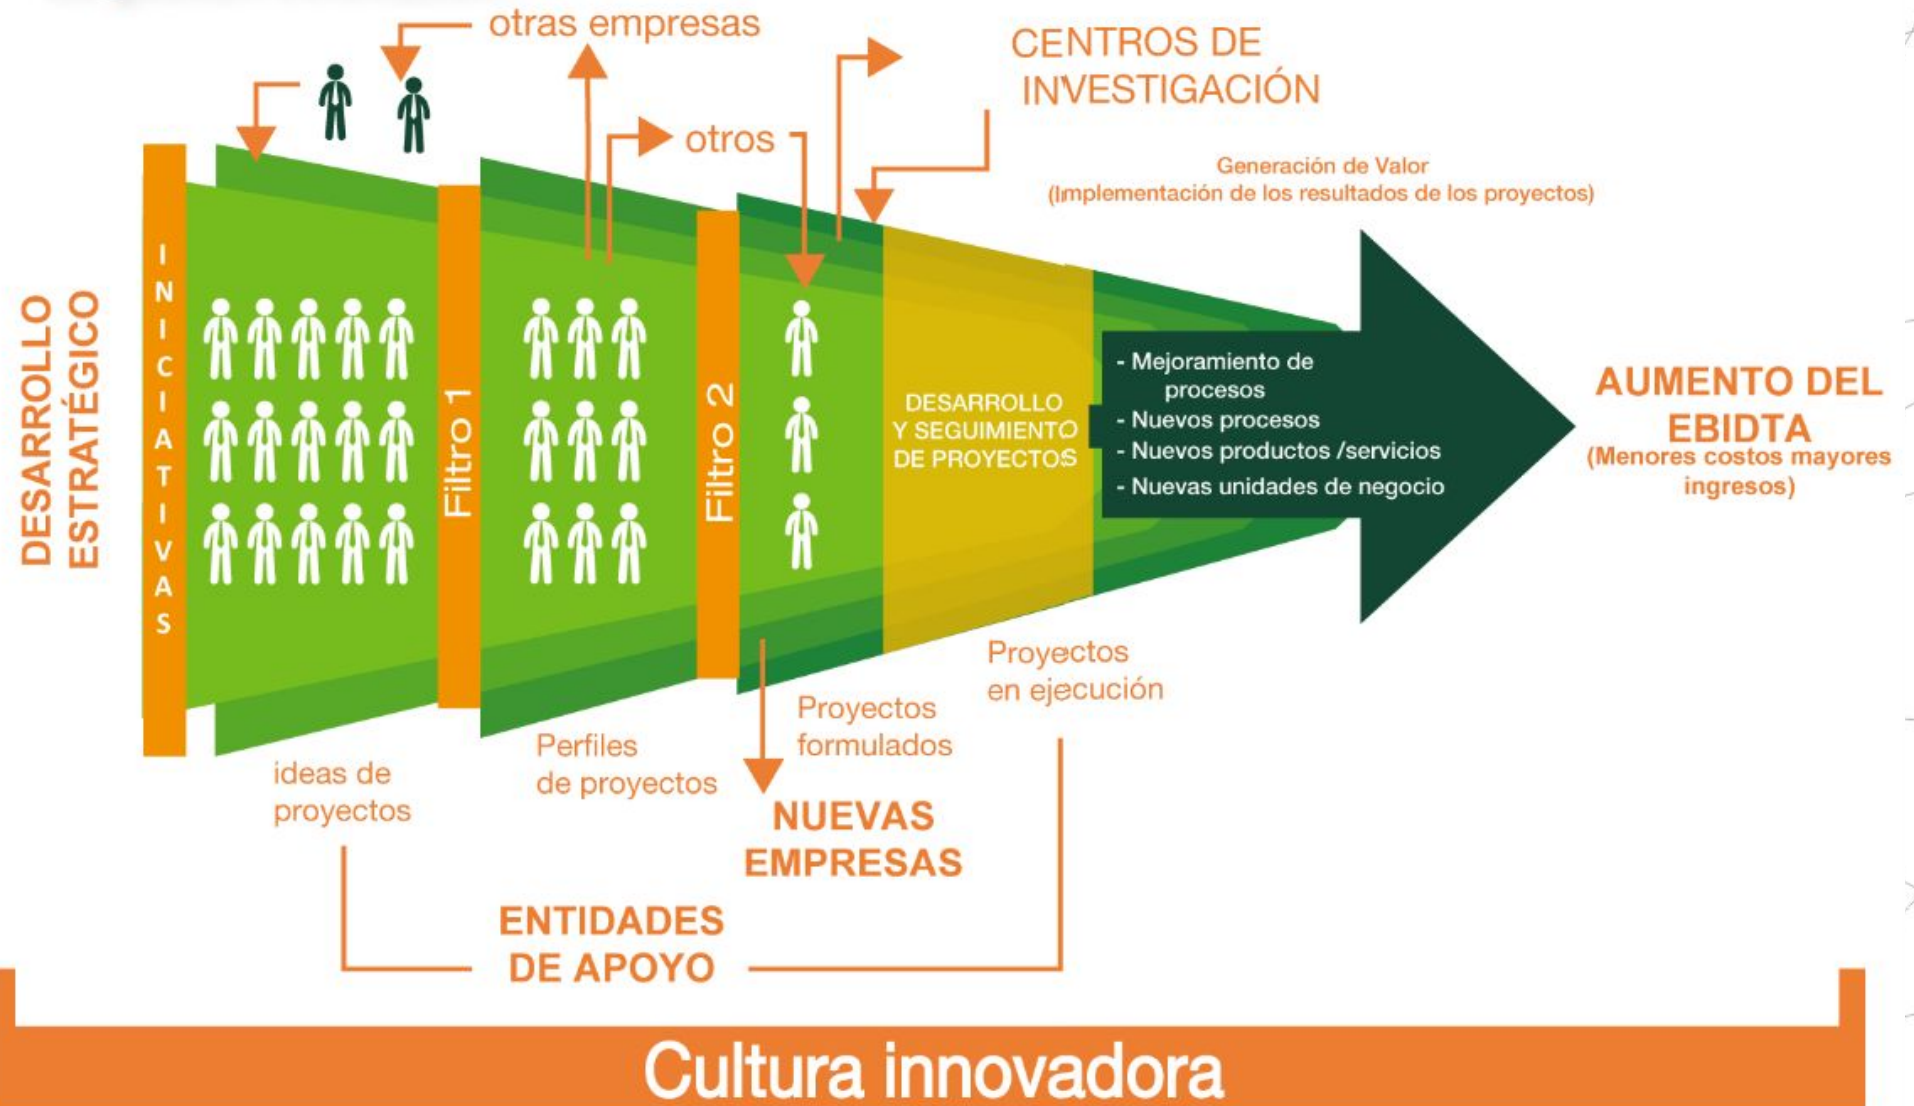 otras empresas
CENTROS DE
INVESTIGACIÓN
otros
Generación de Valor
(Implementación de los resultados de los proyectos)
DESARROLLO
ESTRATÉGICO
INICIATIVAS
Filtro 1
Filtro 2
DESARROLLO
Y SEGUIMIENTO
DE PROYECTOS
- Mejoramiento de
procesos
- Nuevos procesos
- Nuevos productos /servicios
- Nuevas unidades de negocio
AUMENTO DEL
EBIDTA
(Menores costos mayores
ingresos)
ideas de
proyectos
Perfiles
de proyectos
Proyectos
formulados
Proyectos
en ejecución
NUEVAS
EMPRESAS
ENTIDADES
DE APOYO
Cultura innovadora